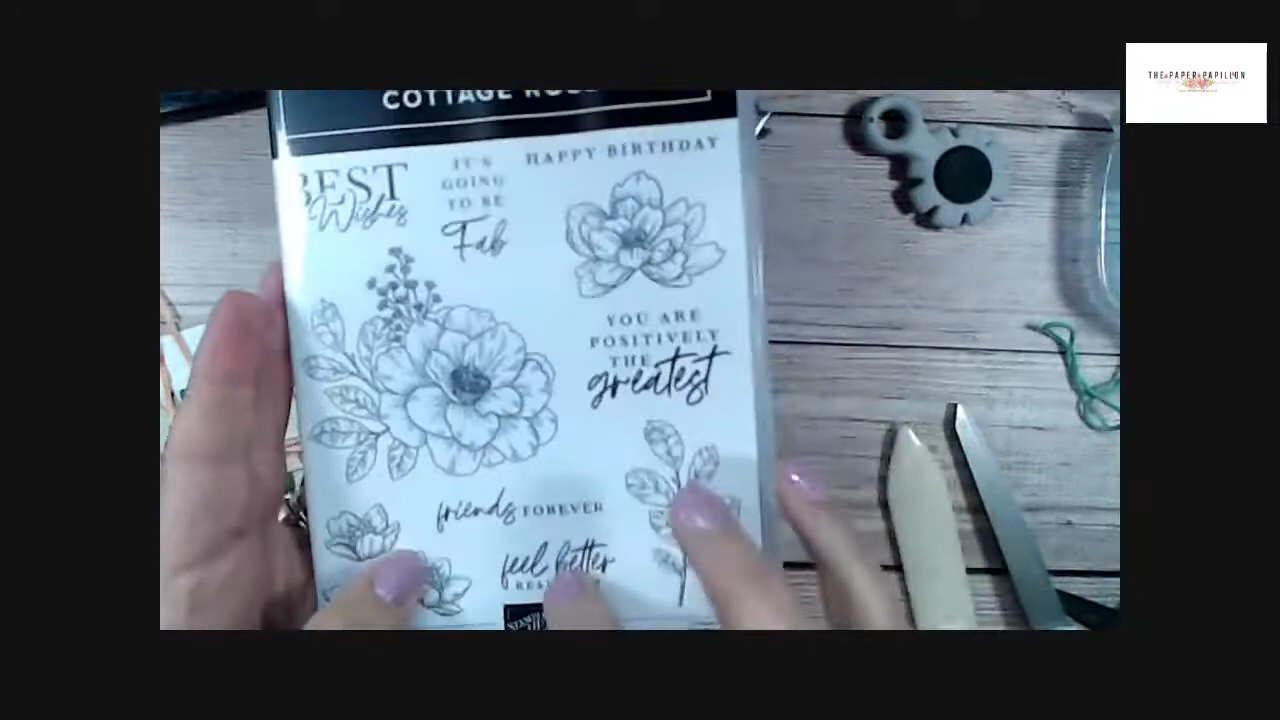 THE PAPER PAPILLON
COTTAGE
BEST
Wishes
IT'S
GOING
TO BE
Fab
HAPPY BIRTHDAY
YOU ARE
POSITIVELY
THE
greatest
friends FOREVER
feel better